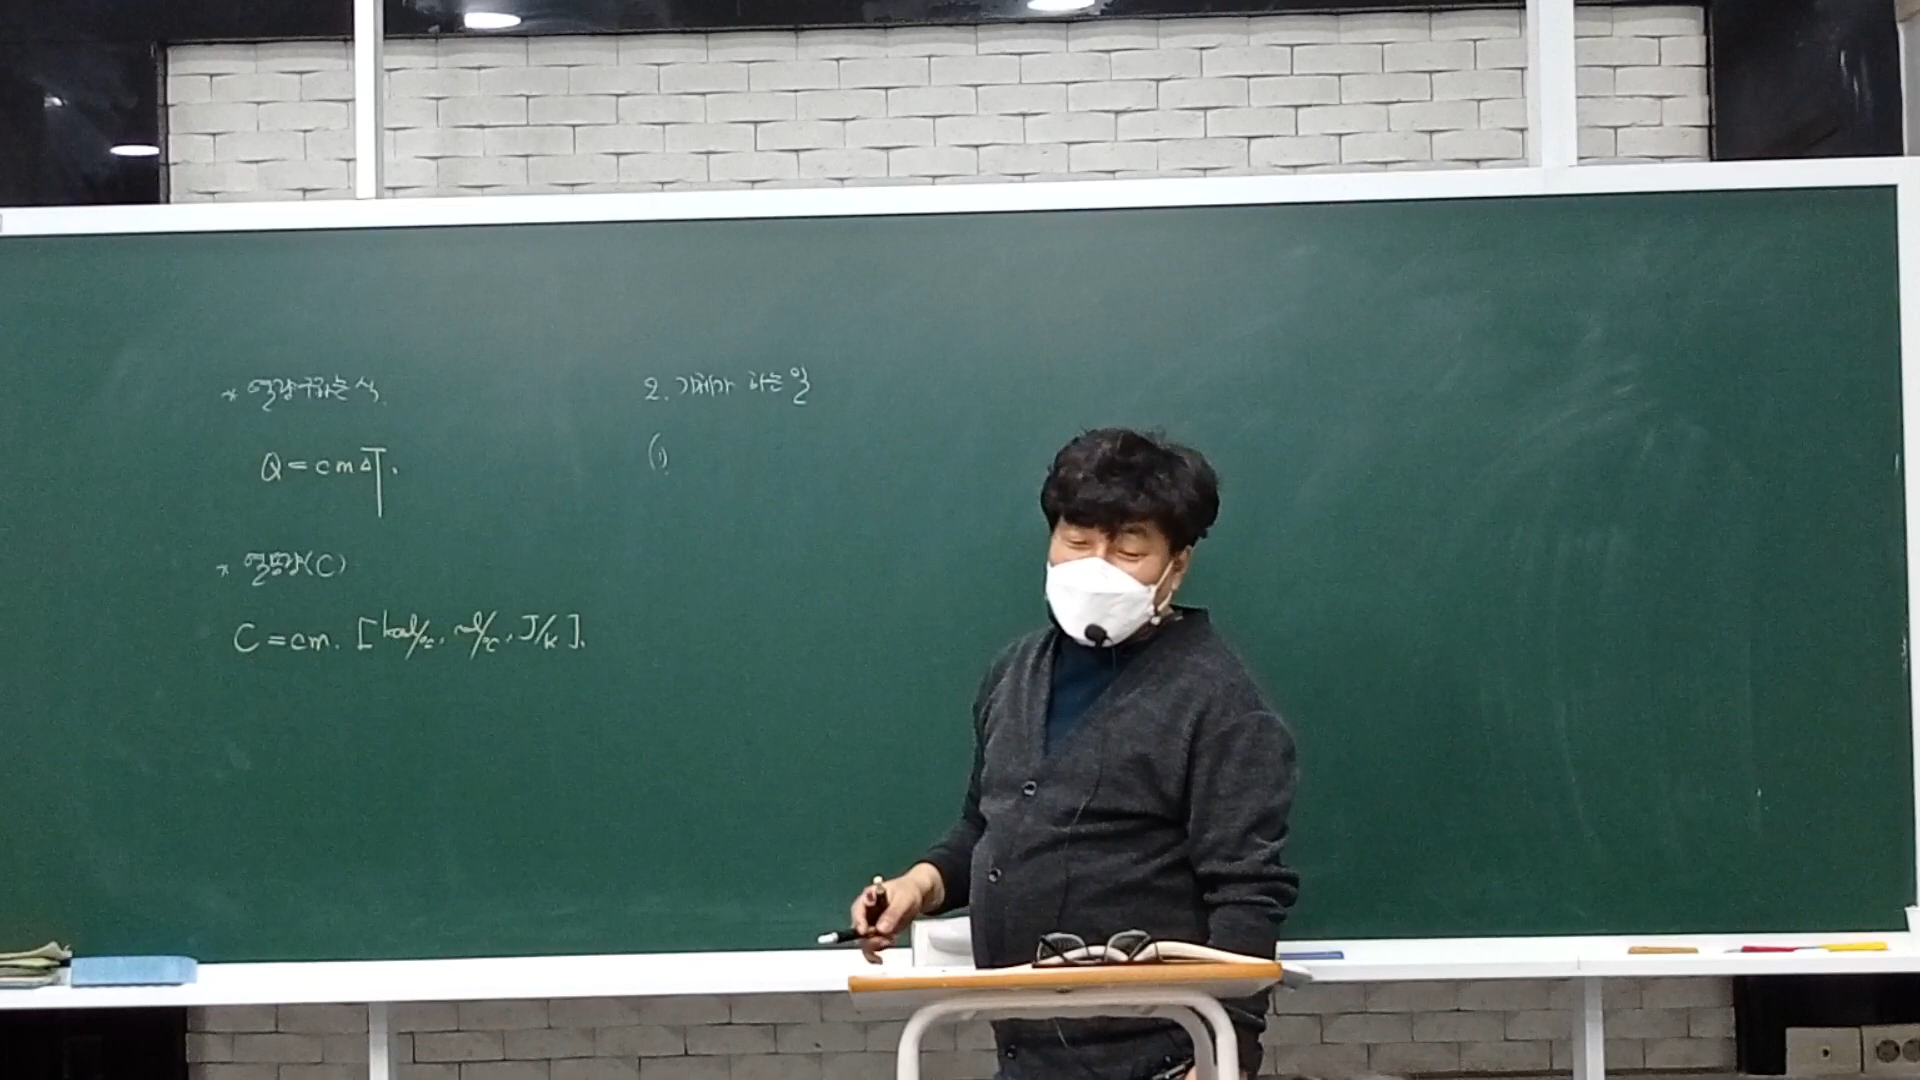 * 열량구하는 식
Q = cm△T.
* 열용량(C)
C = cm. [kcal/℃, cal/℃, J/K].
2. 기체가 하는 일
(1)